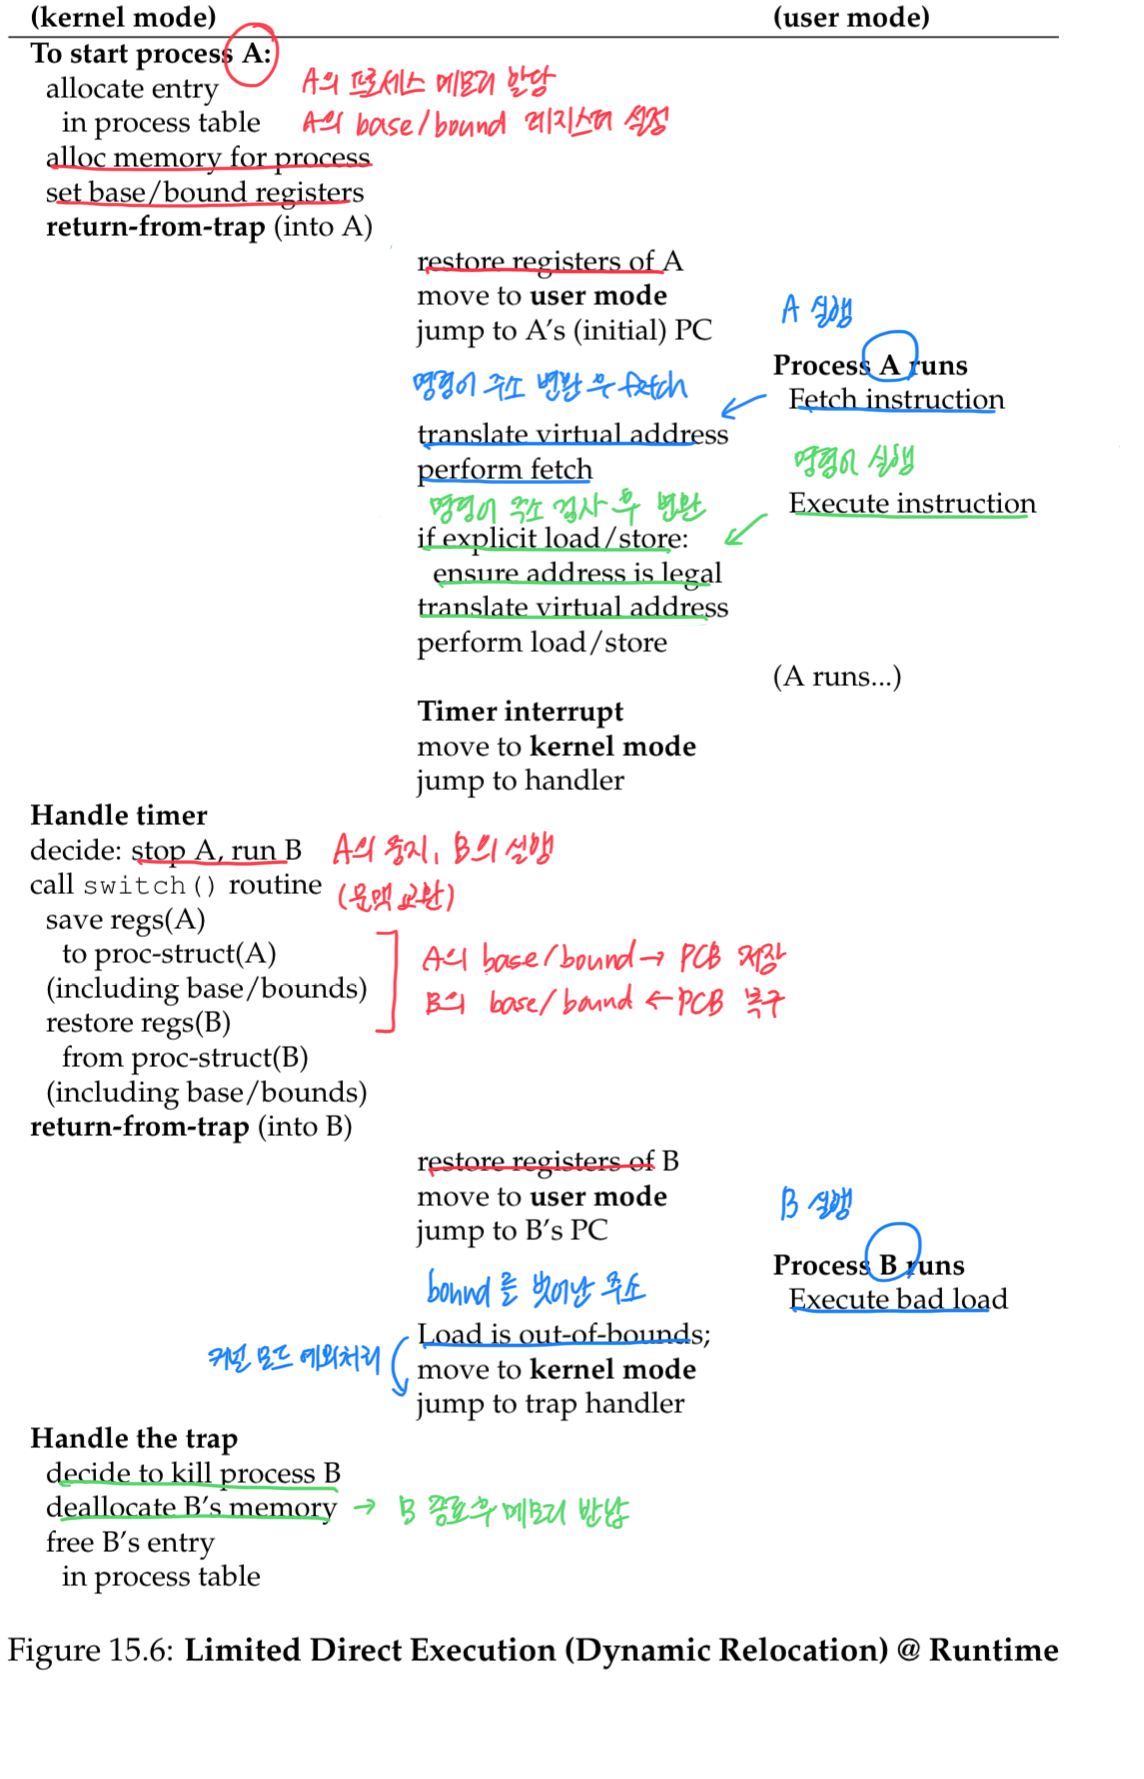 (kernel mode) (user mode)
To start process A:
allocate entry A의 프로세스 메모리 할당
in process table A의 base/bound 레지스터 설정
alloc memory for process
set base/bound registers
return-from-trap (into A)
restore registers of A
move to user mode A 실행
jump to A's (initial) PC
Process A runs
명령어 주소 변환 후 fetch Fetch instruction
translate virtual address
perform fetch 명령어 실행
명령어 주소 검사 후 변환 Execute instruction
if explicit load/store:
ensure address is legal
translate virtual address
perform load/store
(A runs...)
Timer interrupt
move to kernel mode
jump to handler
Handle timer
decide: stop A, run B A의 중지, B의 실행
call switch() routine (문맥 교환)
save regs(A)
to proc-struct(A) A의 base/bound → PCB 저장
(including base/bounds) B의 base/bound ← PCB 복구
restore regs(B)
from proc-struct(B)
(including base/bounds)
return-from-trap (into B)
restore registers of B
move to user mode B 실행
jump to B's PC
Process B runs
bound를 벗어난 주소 Execute bad load
Load is out-of-bounds;
커널 모드 예외처리 move to kernel mode
jump to trap handler
Handle the trap
decide to kill process B
deallocate B's memory → B 종료 후 메모리 반납
free B's entry
in process table
Figure 15.6: Limited Direct Execution (Dynamic Relocation) @ Runtime